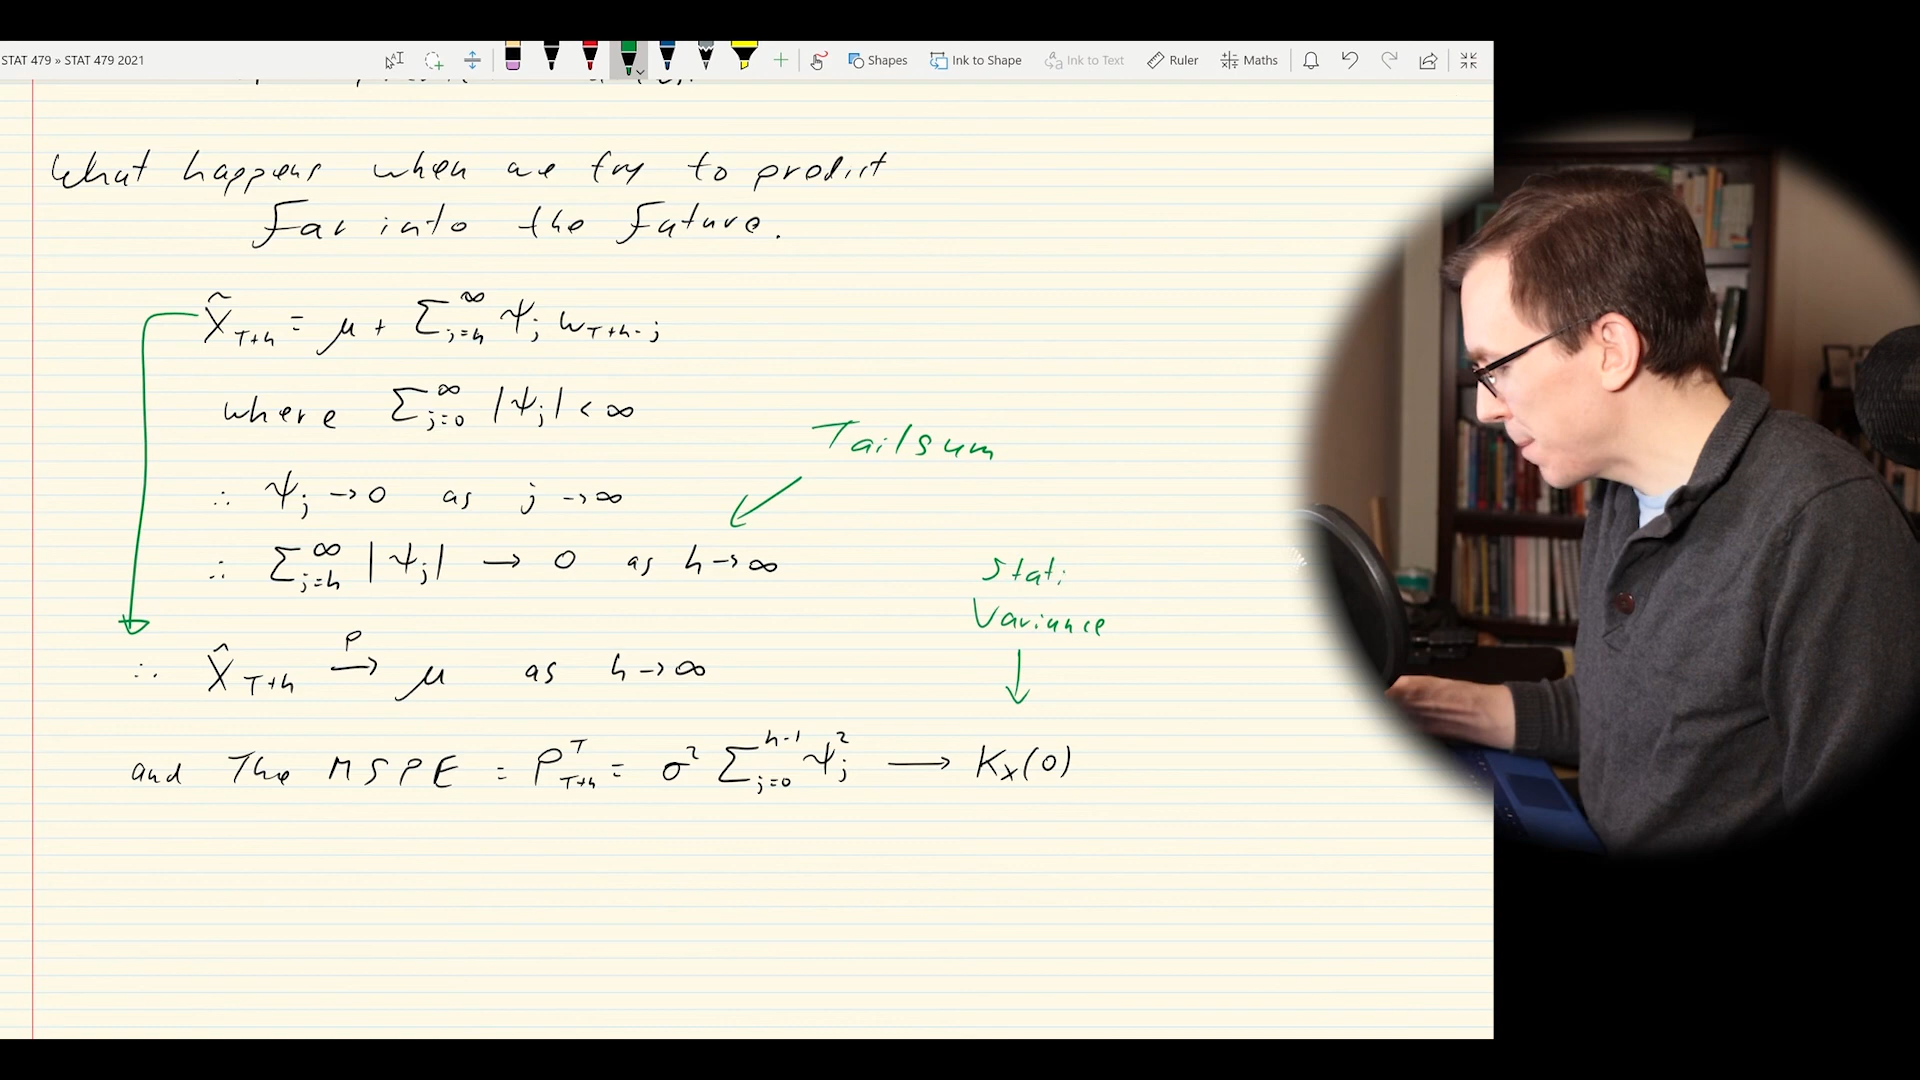 STAT 479 » STAT 479 2021
Shapes Ink to Shape Ink to Text Ruler Maths
What happens when we try to predict
Far into the future.
X̃_{T+h} = μ + Σ_{j=h}^∞ ψ_j w_{T+h-j}
where Σ_{j=0}^∞ |ψ_j| < ∞
Tailsum
∴ ψ_j → 0 as j → ∞
∴ Σ_{j=h}^∞ |ψ_j| → 0 as h → ∞
Stat:
Variance
∴ X̂_{T+h} →^P μ as h → ∞
and The MSPE = P^T_{T+h} = σ² Σ_{j=0}^{h-1} ψ_j² → K_X(0)